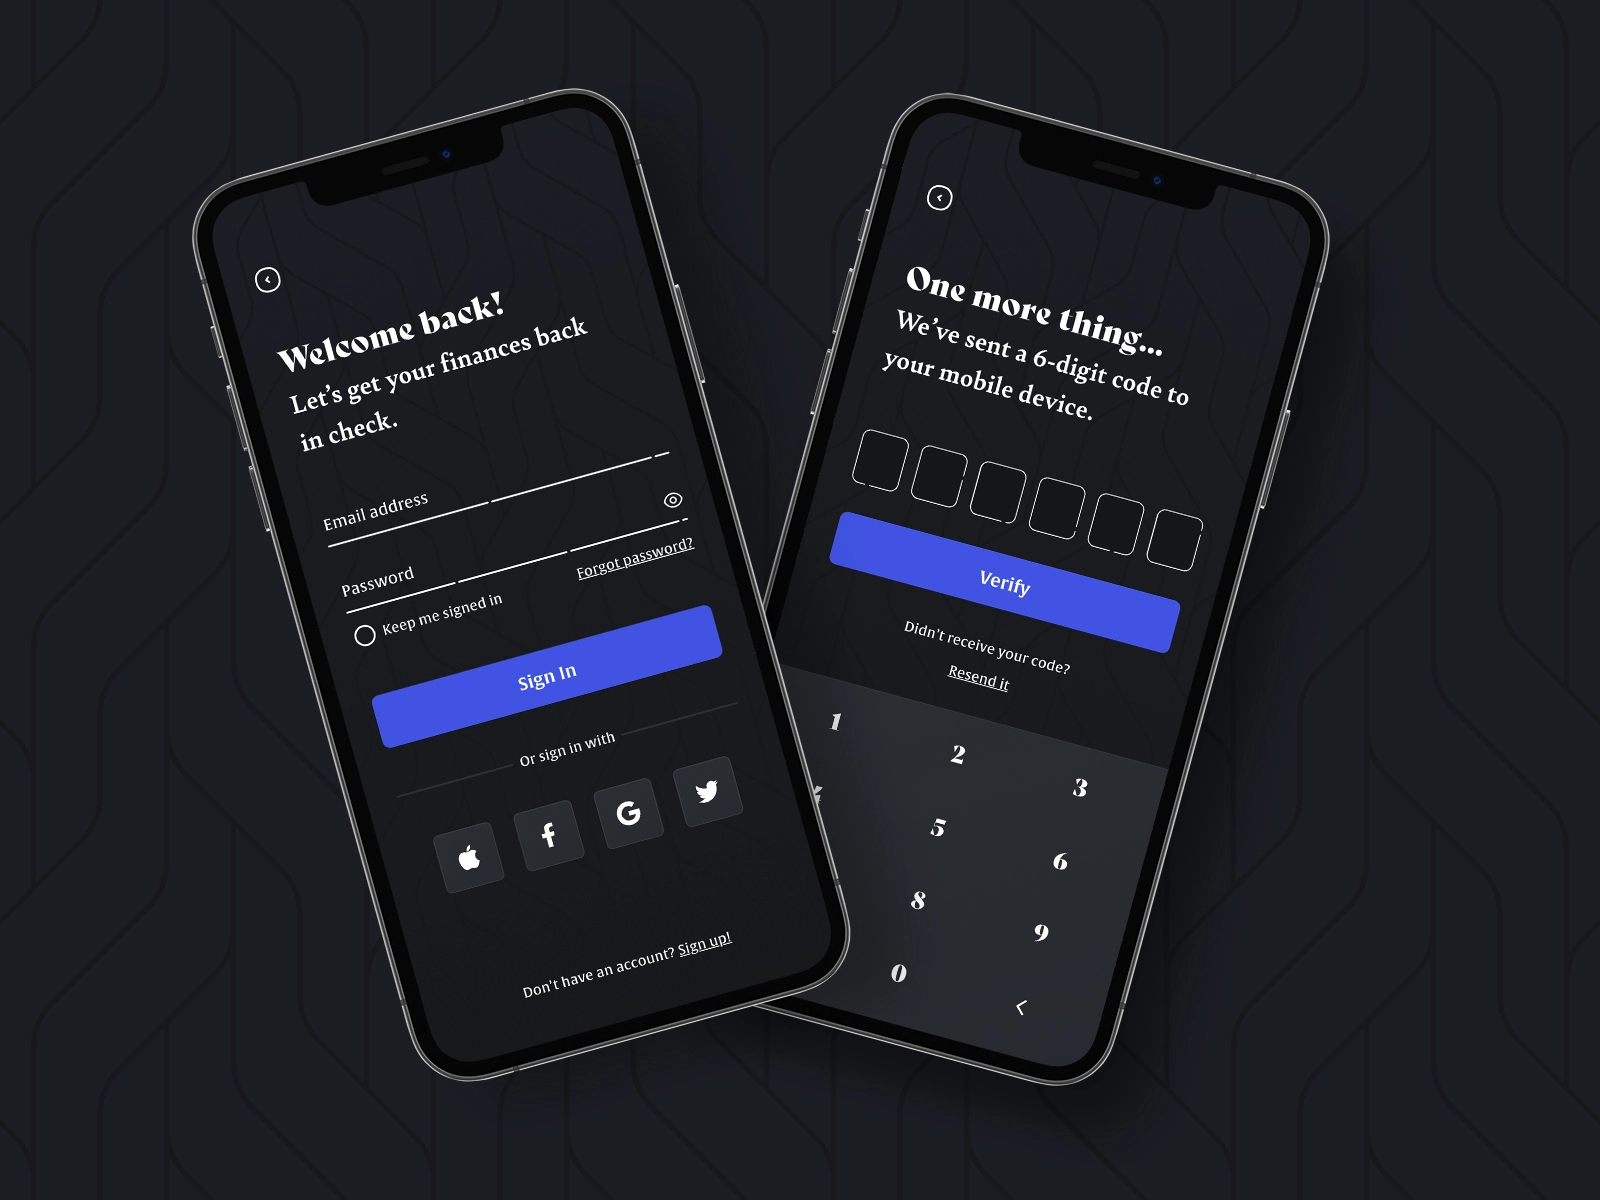 Welcome back!
Let's get your finances back
in check.
Email address
Password
Forgot password?
Keep me signed in
Sign In
Or sign in with
Don't have an account? Sign up!
One more thing...
We've sent a 6-digit code to
your mobile device.
Verify
Didn't receive your code?
Resend it
1 2 3
5 6
8 9
0